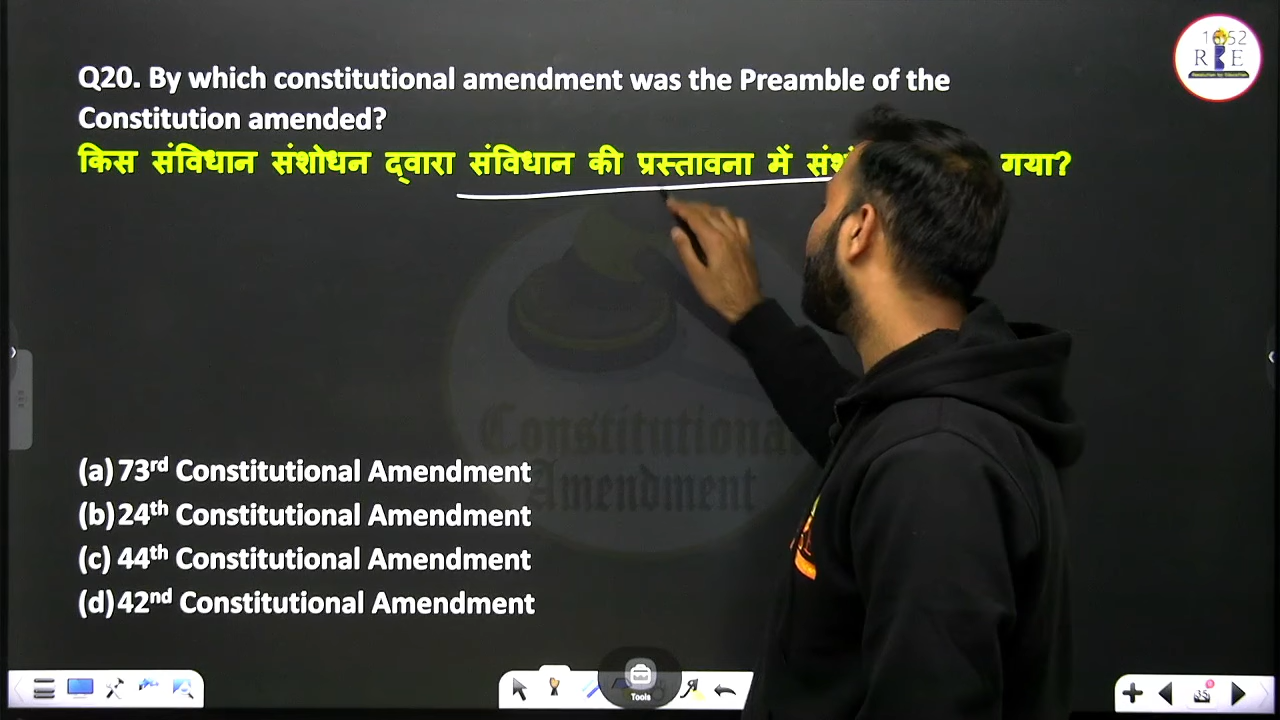 Q20. By which constitutional amendment was the Preamble of the
Constitution amended?
किस संविधान संशोधन द्वारा संविधान की प्रस्तावना में गया?
Constitutional
Amendment
(a) 73rd Constitutional Amendment
(b) 24th Constitutional Amendment
(c) 44th Constitutional Amendment
(d) 42nd Constitutional Amendment
R E
Tools